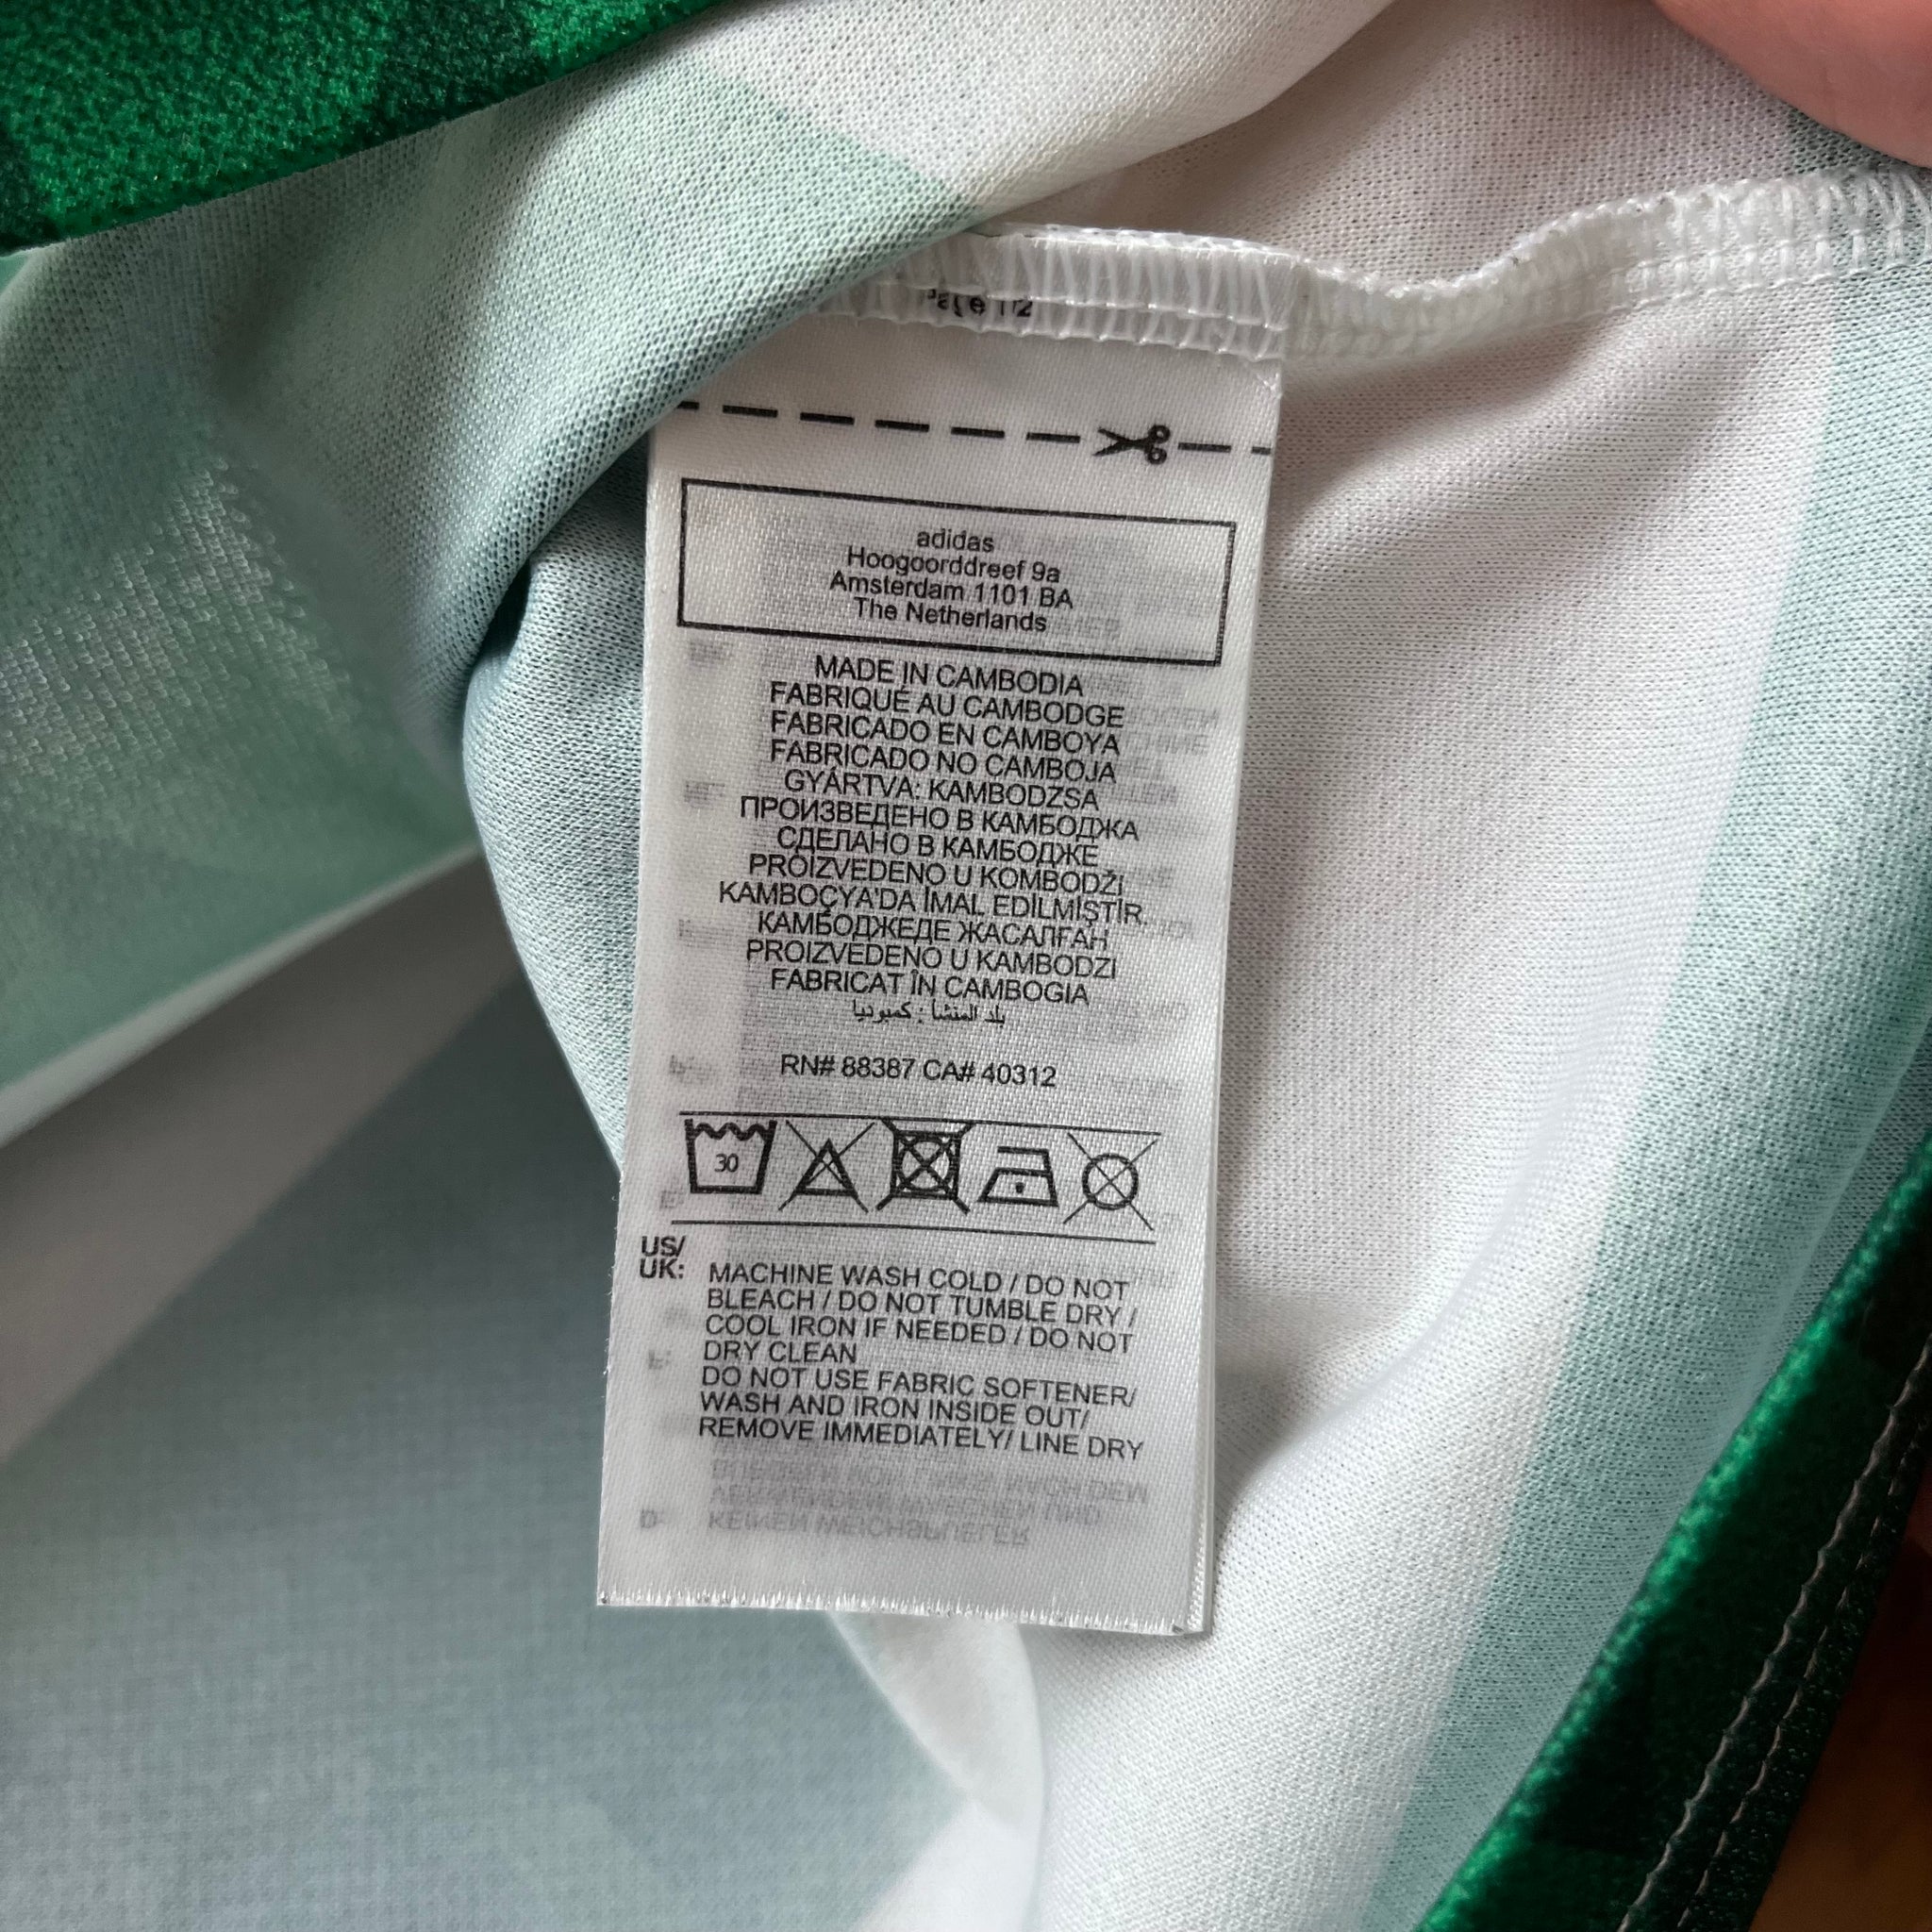 adidas
Hoogoorddreef 9a
Amsterdam 1101 BA
The Netherlands
MADE IN CAMBODIA
FABRIQUÉ AU CAMBODGE
FABRICADO EN CAMBOYA
FABRICADO NO CAMBOJA
GYÁRTVA: KAMBODZSA
ПРОИЗВЕДЕНО В КАМБОДЖА
СДЕЛАНО В КАМБОДЖЕ
PROIZVEDENO U KOMBODŽI
KAMBOÇYA'DA İMAL EDİLMİŞTİR
КАМБОДЖЕДЕ ЖАСАЛҒАН
PROIZVEDENO U KAMBODZI
FABRICAT ÎN CAMBOGIA
بلد المنشأ : كمبوديا
RN# 88387 CA# 40312
30
US/
UK: MACHINE WASH COLD / DO NOT
BLEACH / DO NOT TUMBLE DRY /
COOL IRON IF NEEDED / DO NOT
DRY CLEAN
DO NOT USE FABRIC SOFTENER/
WASH AND IRON INSIDE OUT/
REMOVE IMMEDIATELY/ LINE DRY